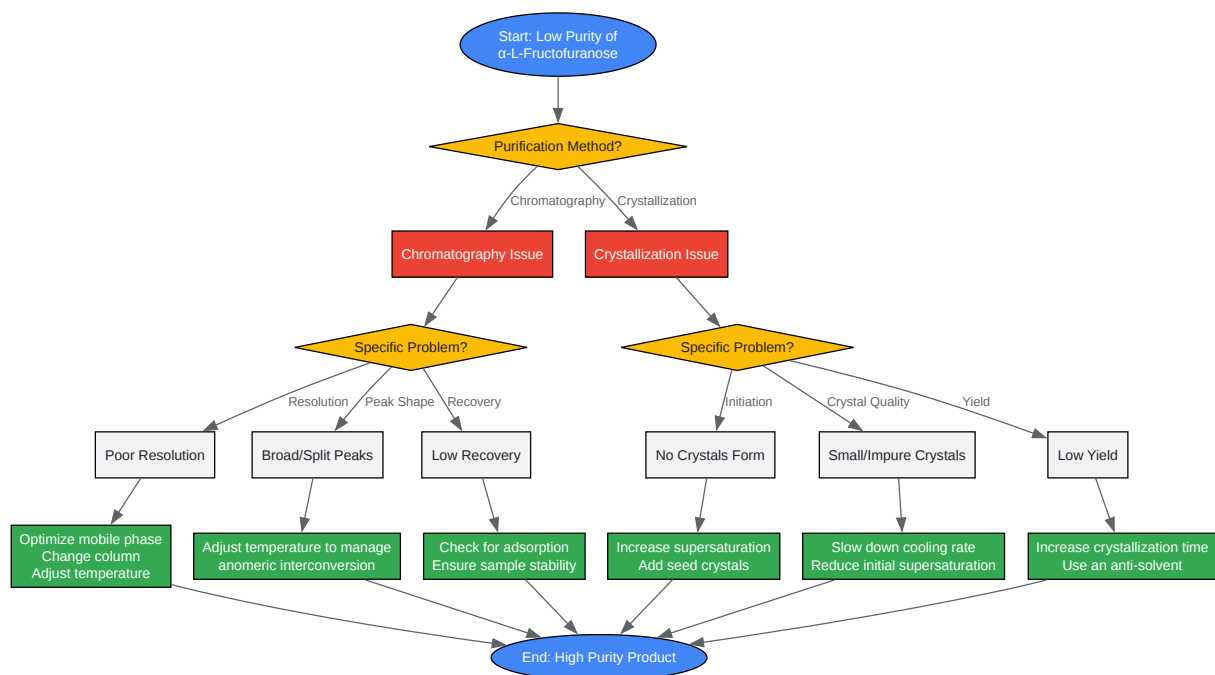 Start: Low Purity of
α-L-Fructofuranose
Purification Method?
Chromatography
Crystallization
Chromatography Issue
Crystallization Issue
Specific Problem?
Specific Problem?
Resolution
Peak Shape
Recovery
Initiation
Crystal Quality
Yield
Poor Resolution
Broad/Split Peaks
Low Recovery
No Crystals Form
Small/Impure Crystals
Low Yield
Optimize mobile phase
Change column
Adjust temperature
Adjust temperature to manage
anomeric interconversion
Check for adsorption
Ensure sample stability
Increase supersaturation
Add seed crystals
Slow down cooling rate
Reduce initial supersaturation
Increase crystallization time
Use an anti-solvent
End: High Purity Product